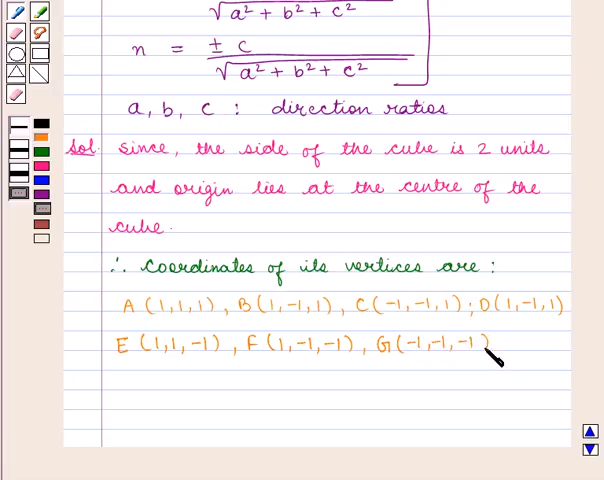 √a² + b² + c²
n = ± c / √a² + b² + c²
a, b, c : direction ratios
Sol. Since, the side of the cube is 2 units
and origin lies at the centre of the
cube.
∴ Coordinates of its vertices are :
A (1, 1, 1) , B (1, -1, 1) , C (-1, -1, 1) ; D (1, -1, 1)
E (1, 1, -1) , F (1, -1, -1) , G (-1, -1, -1)